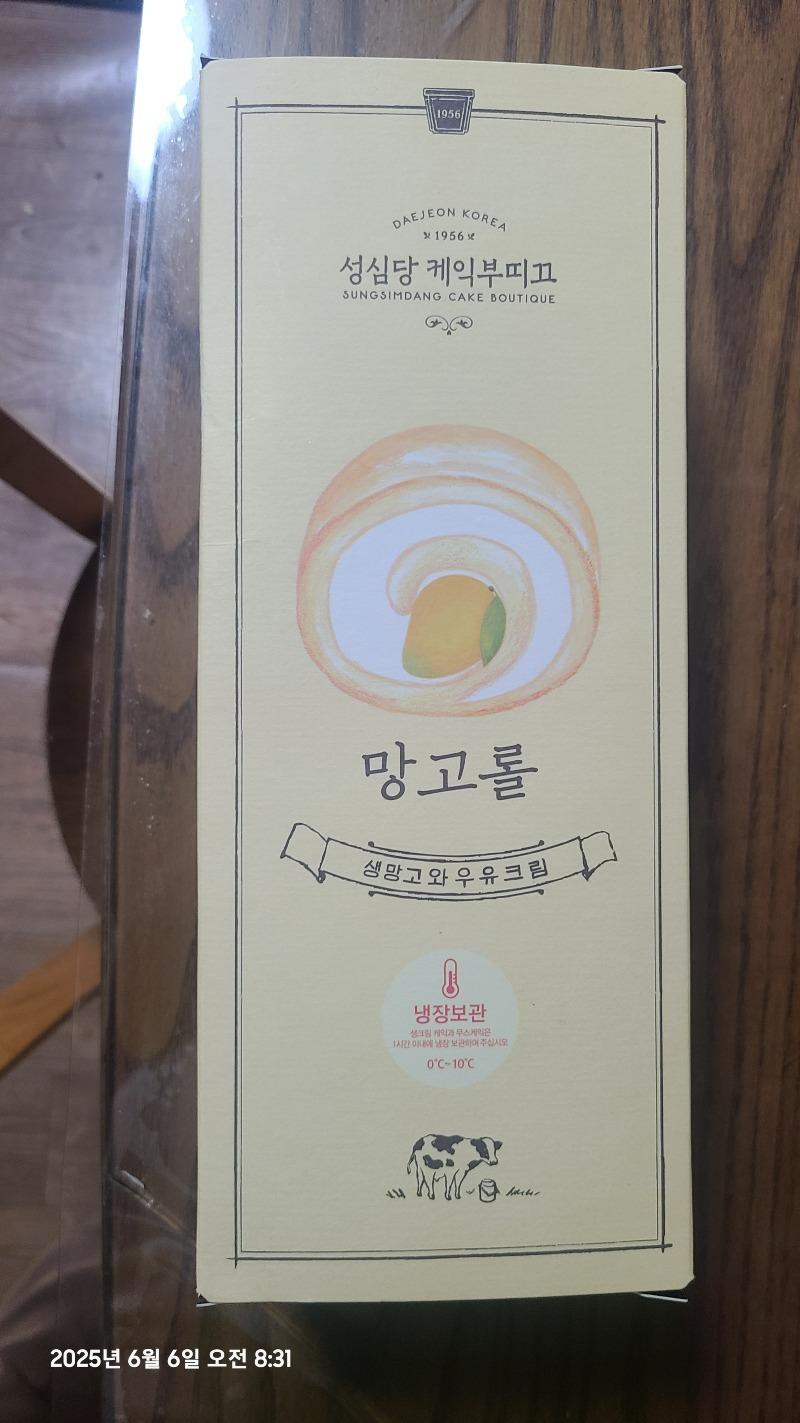 1956
DAEJEON KOREA
1956
성심당 케익부띠끄
SUNGSIMDANG CAKE BOUTIQUE
망고롤
생망고와 우유크림
냉장보관
생크림 케익과 무스케익은
1시간 이내에 냉장 보관하여 주십시오
0°C~10°C
2025년 6월 6일 오전 8:31